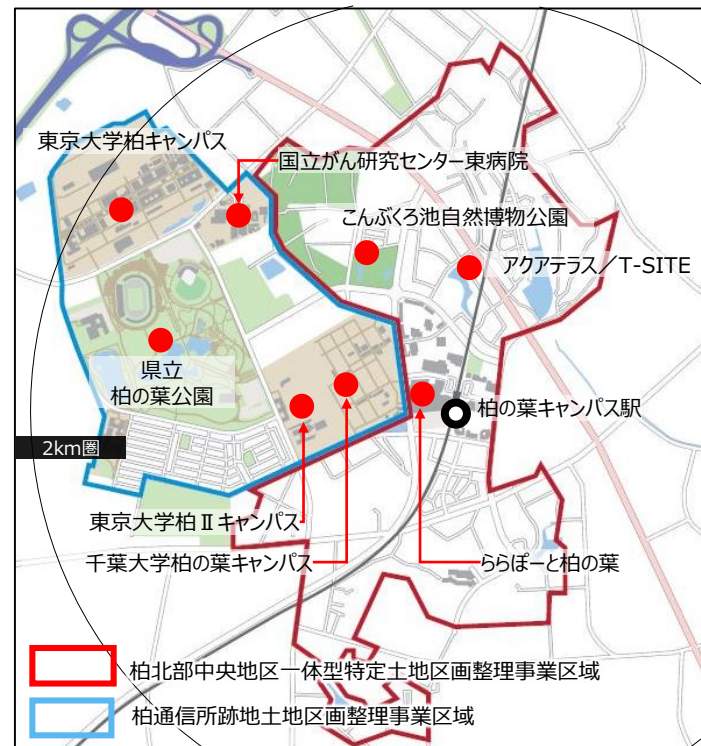 東京大学柏キャンパス
国立がん研究センター東病院
こんぶくろ池自然博物公園
アクアテラス／T-SITE
県立
柏の葉公園
柏の葉キャンパス駅
2km圏
東京大学柏Ⅱキャンパス
千葉大学柏の葉キャンパス
ららぽーと柏の葉
柏北部中央地区一体型特定土地区画整理事業区域
柏通信所跡地土地区画整理事業区域